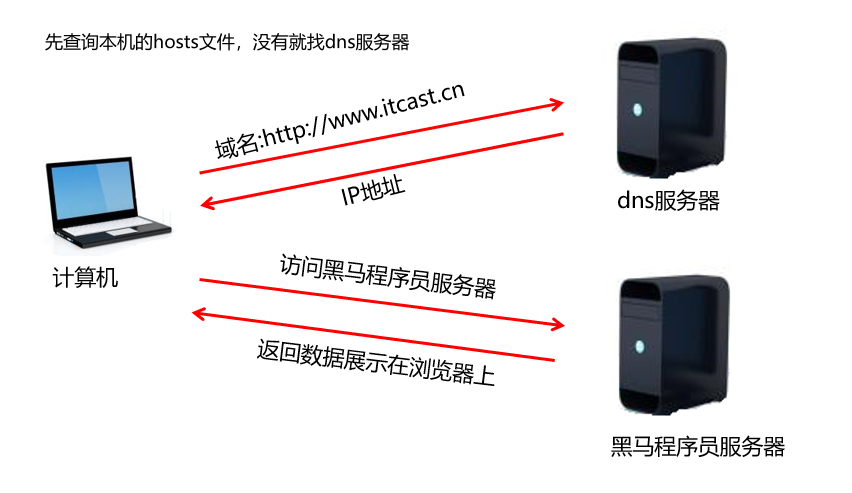 先查询本机的hosts文件，没有就找dns服务器
域名:http://www.itcast.cn
IP地址
dns服务器
计算机
访问黑马程序员服务器
返回数据展示在浏览器上
黑马程序员服务器